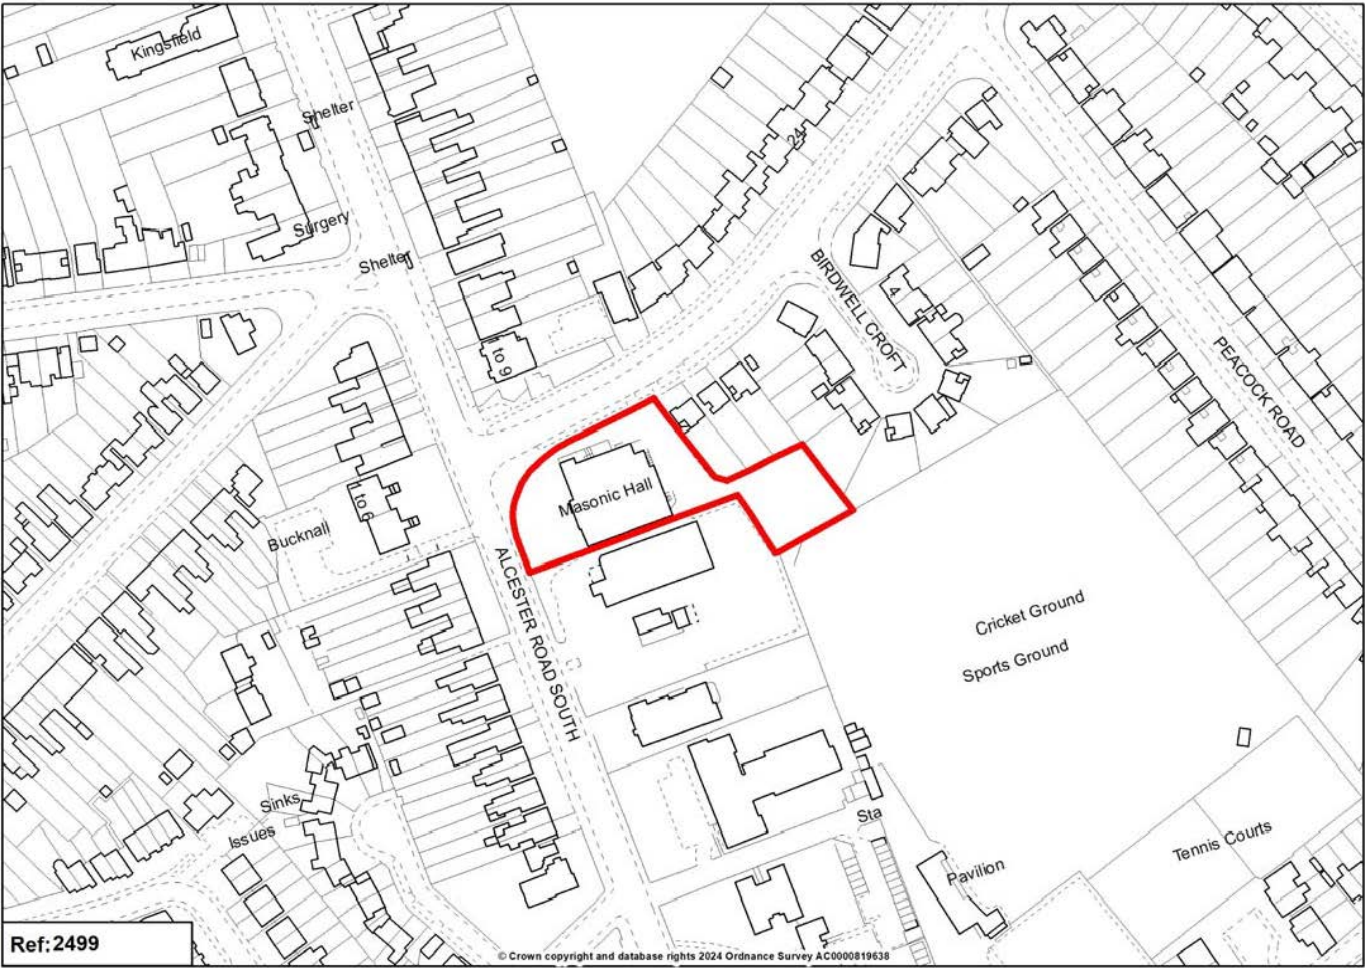 Kingsfield
Shelter
24
Surgery
Shelter
BIRDWELL CROFT
4
to 9
PEACOCK ROAD
Masonic Hall
to 6
Bucknall
ALCESTER ROAD SOUTH
Cricket Ground
Sports Ground
Sinks
Issues
Sta
Tennis Courts
Pavilion
Ref:2499
© Crown copyright and database rights 2024 Ordnance Survey AC0000819638